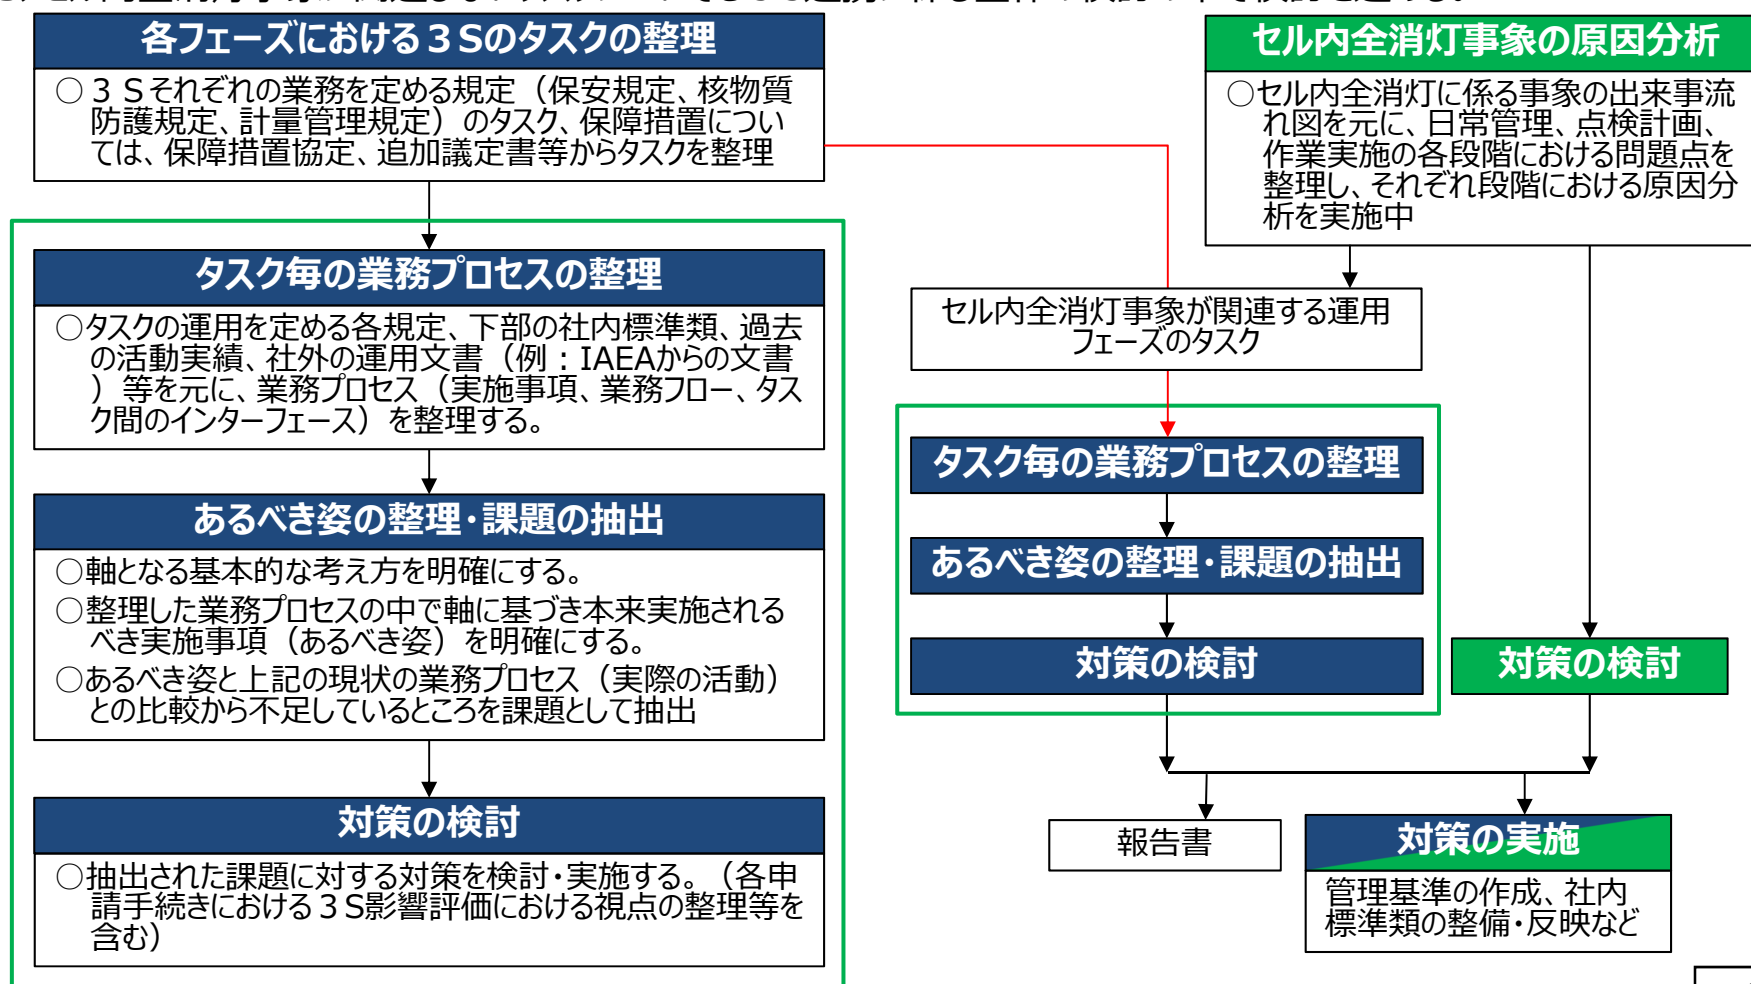 各フェーズにおける３Sのタスクの整理
○３Ｓそれぞれの業務を定める規定（保安規定、核物質
防護規定、計量管理規定）のタスク、保障措置につい
ては、保障措置協定、追加議定書等からタスクを整理
タスク毎の業務プロセスの整理
○タスクの運用を定める各規定、下部の社内標準類、過去
の活動実績、社外の運用文書（例：IAEAからの文書
）等を元に、業務プロセス（実施事項、業務フロー、タス
ク間のインターフェース）を整理する。
あるべき姿の整理・課題の抽出
○軸となる基本的な考え方を明確にする。
○整理した業務プロセスの中で軸に基づき本来実施される
べき実施事項（あるべき姿）を明確にする。
○あるべき姿と上記の現状の業務プロセス（実際の活動）
との比較から不足しているところを課題として抽出
対策の検討
○抽出された課題に対する対策を検討・実施する。（各申
請手続きにおける３Ｓ影響評価における視点の整理等を
含む）
セル内全消灯事象の原因分析
○セル内全消灯に係る事象の出来事流
れ図を元に、日常管理、点検計画、
作業実施の各段階における問題点を
整理し、それぞれ段階における原因分
析を実施中
セル内全消灯事象が関連する運用
フェーズのタスク
タスク毎の業務プロセスの整理
あるべき姿の整理・課題の抽出
対策の検討
対策の検討
報告書
対策の実施
管理基準の作成、社内
標準類の整備・反映など